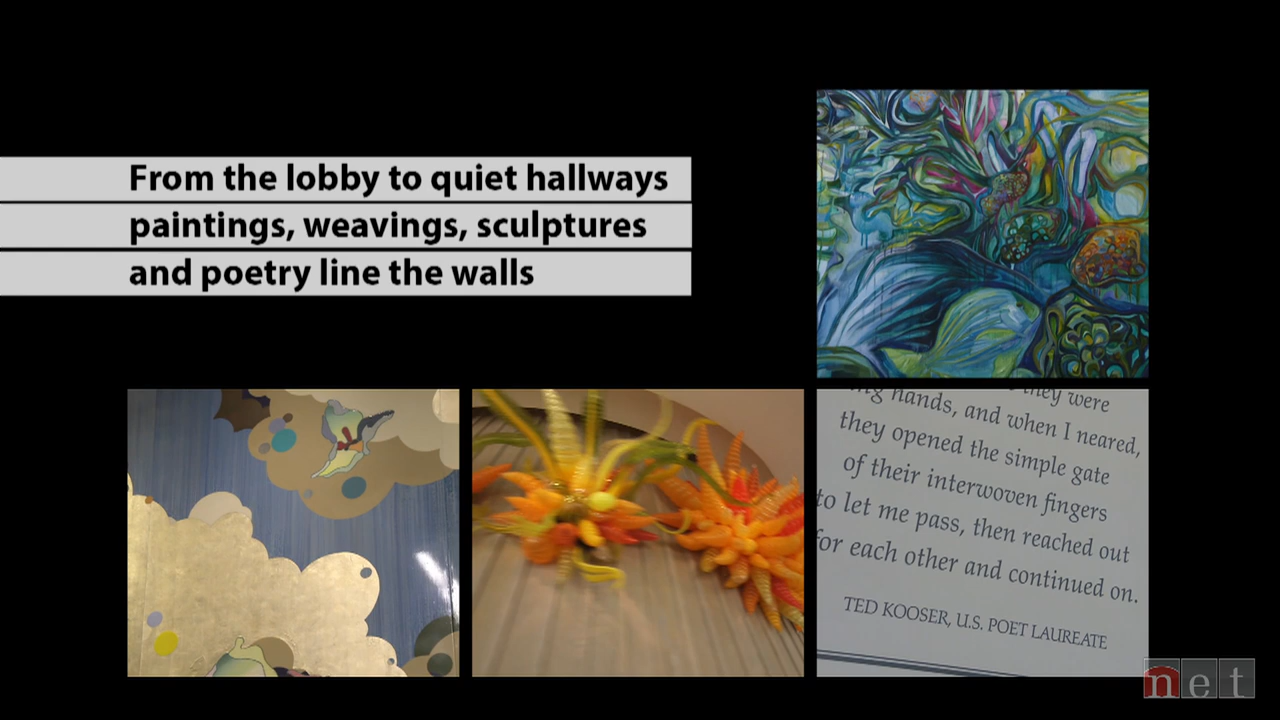 From the lobby to quiet hallways
paintings, weavings, sculptures
and poetry line the walls
they were
hands, and when I neared,
they opened the simple gate
of their interwoven fingers
to let me pass, then reached out
for each other and continued on.
TED KOOSER, U.S. POET LAUREATE
net